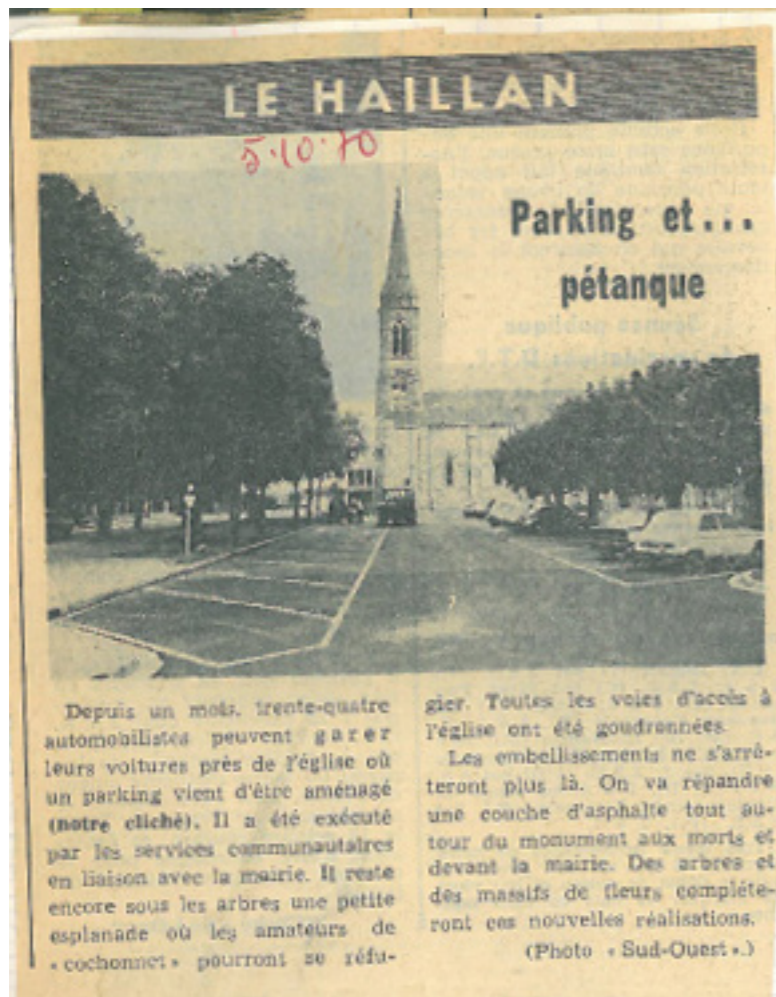 LE HAILLAN
5.10.70
Parking et...
pétanque
Depuis un mois, trente-quatre
automobilistes peuvent garer
leurs voitures près de l'église où
un parking vient d'être aménagé
(notre cliché). Il a été exécuté
par les services communautaires
en liaison avec la mairie. Il reste
encore sous les arbres une petite
esplanade où les amateurs de
« cochonnet » pourront se réfu-
gier. Toutes les voies d'accès à
l'église ont été goudronnées.
Les embellissements ne s'arrê-
teront plus là. On va répandre
une couche d'asphalte tout au-
tour du monument aux morts et
devant la mairie. Des arbres et
des massifs de fleurs compléte-
ront ces nouvelles réalisations.
(Photo « Sud-Ouest ».)